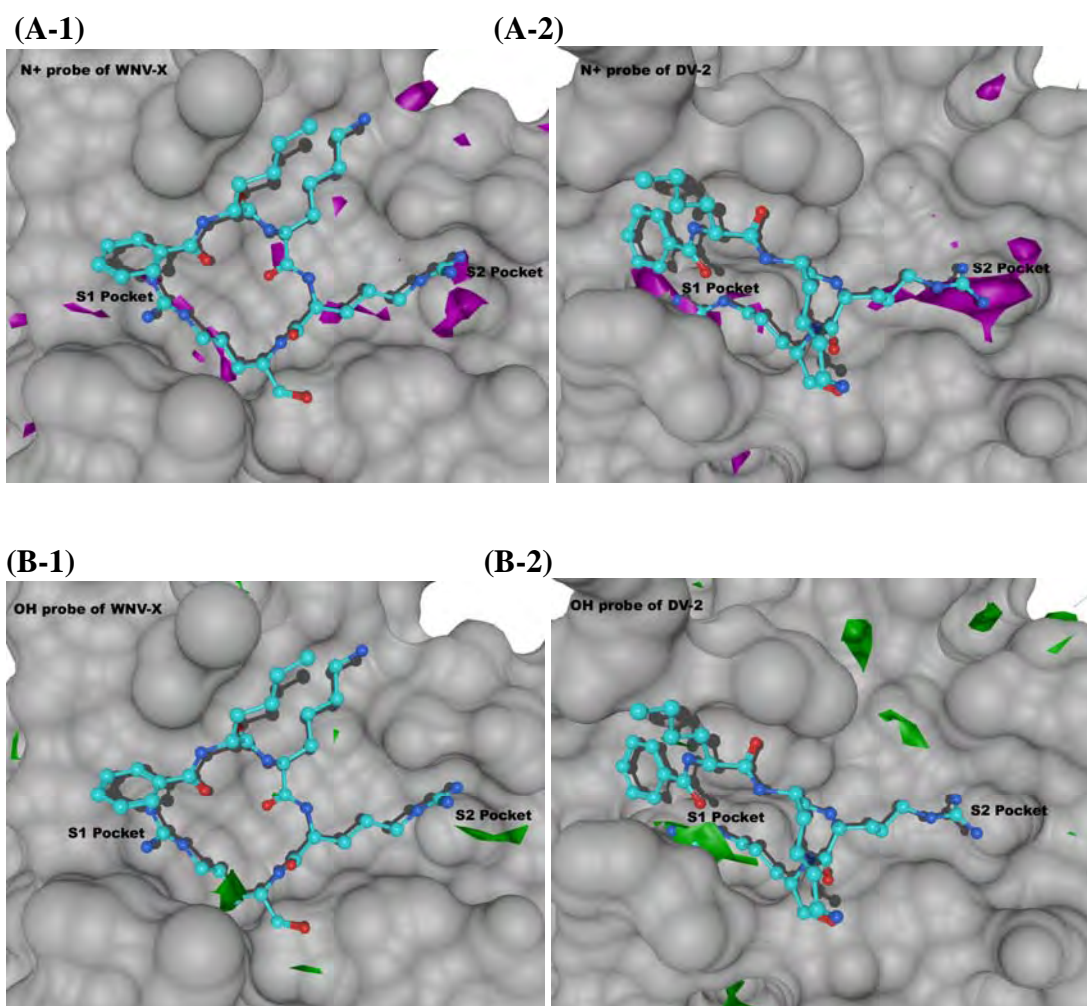 (A-1)
(A-2)
N+ probe of WNV-X
N+ probe of DV-2
S2 Pocket
S2 Pocket
S1 Pocket
S1 Pocket
(B-1)
(B-2)
OH probe of WNV-X
OH probe of DV-2
S2 Pocket
S2 Pocket
S1 Pocket
S1 Pocket